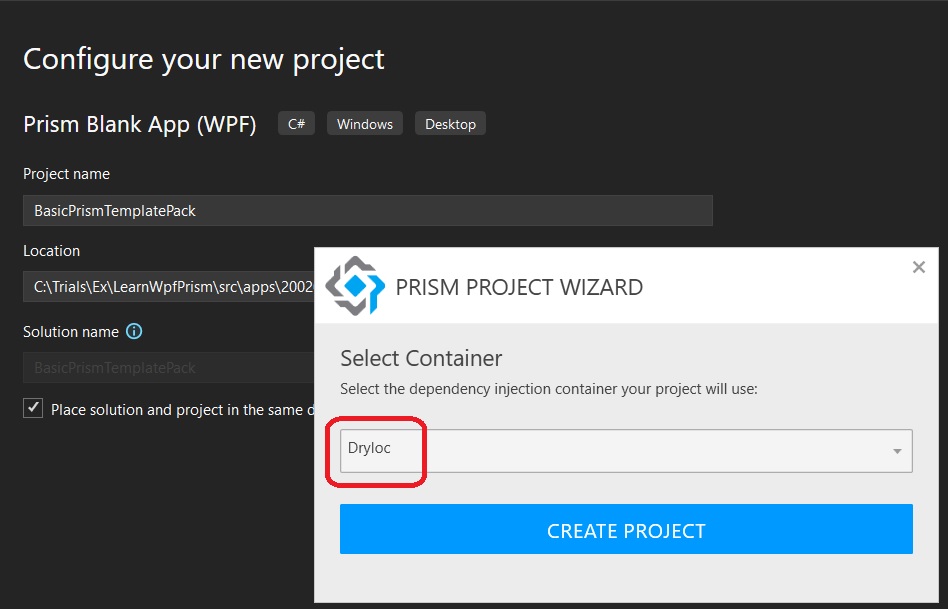 Configure your new project
Prism Blank App (WPF) C# Windows Desktop
Project name
BasicPrismTemplatePack
Location
C:\Trials\Ex\LearnWpfPrism\src\apps\2002
Solution name
BasicPrismTemplatePack
Place solution and project in the same d
PRISM PROJECT WIZARD
Select Container
Select the dependency injection container your project will use:
Dryloc
CREATE PROJECT